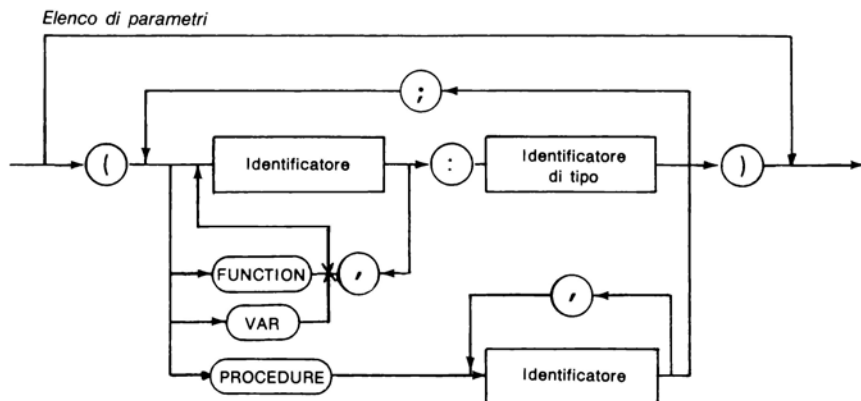 Elenco di parametri
;
( Identificatore : Identificatore di tipo )
FUNCTION ,
VAR
,
PROCEDURE Identificatore